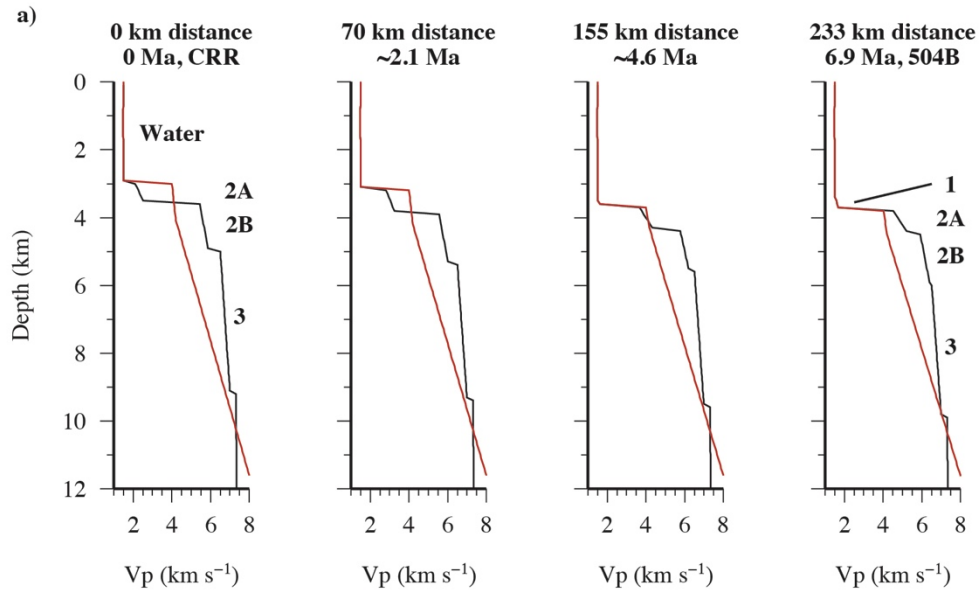 a)
0 km distance
0 Ma, CRR
70 km distance
~2.1 Ma
155 km distance
~4.6 Ma
233 km distance
6.9 Ma, 504B
0
2
4
6
8
10
12
Depth (km)
Water
2A
2B
3
1
2A
2B
3
2 4 6 8
2 4 6 8
2 4 6 8
2 4 6 8
Vp (km s⁻¹)
Vp (km s⁻¹)
Vp (km s⁻¹)
Vp (km s⁻¹)